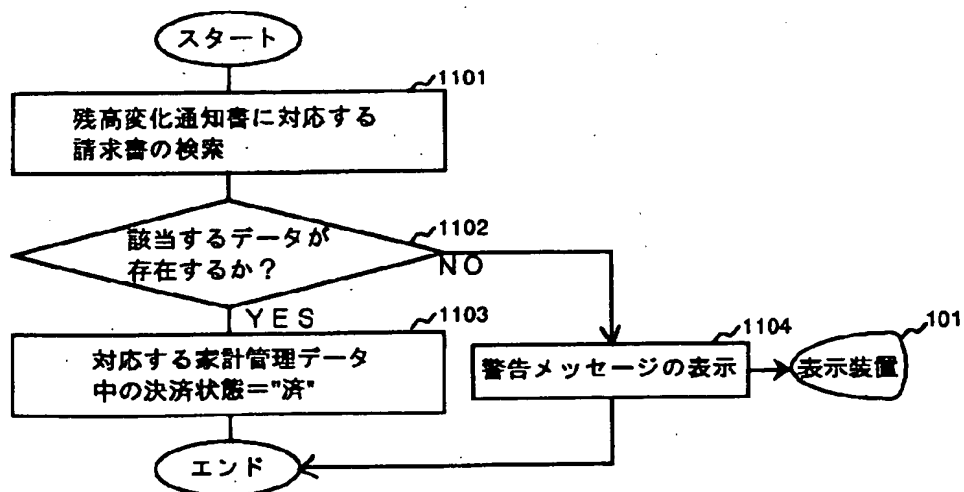 スタート
1101
残高変化通知書に対応する
請求書の検索
1102
該当するデータが
存在するか？
NO
YES
1103
対応する家計管理データ
中の決済状態="済"
1104
警告メッセージの表示
101
表示装置
エンド